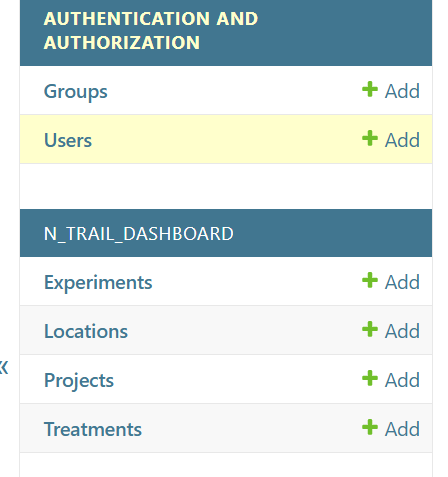 AUTHENTICATION AND
AUTHORIZATION
Groups + Add
Users + Add
N_TRAIL_DASHBOARD
Experiments + Add
Locations + Add
« 
Projects + Add
Treatments + Add